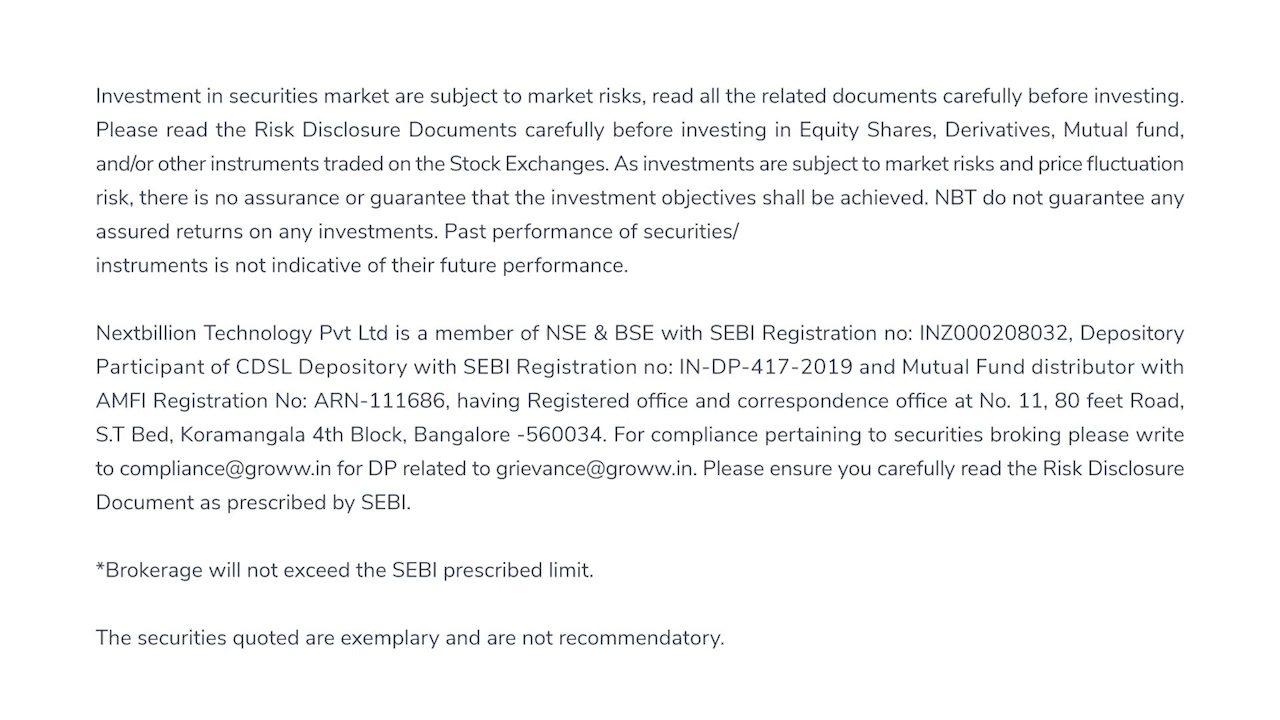 Investment in securities market are subject to market risks, read all the related documents carefully before investing.
Please read the Risk Disclosure Documents carefully before investing in Equity Shares, Derivatives, Mutual fund,
and/or other instruments traded on the Stock Exchanges. As investments are subject to market risks and price fluctuation
risk, there is no assurance or guarantee that the investment objectives shall be achieved. NBT do not guarantee any
assured returns on any investments. Past performance of securities/
instruments is not indicative of their future performance.
Nextbillion Technology Pvt Ltd is a member of NSE & BSE with SEBI Registration no: INZ000208032, Depository
Participant of CDSL Depository with SEBI Registration no: IN-DP-417-2019 and Mutual Fund distributor with
AMFI Registration No: ARN-111686, having Registered office and correspondence office at No. 11, 80 feet Road,
S.T Bed, Koramangala 4th Block, Bangalore -560034. For compliance pertaining to securities broking please write
to compliance@groww.in for DP related to grievance@groww.in. Please ensure you carefully read the Risk Disclosure
Document as prescribed by SEBI.
*Brokerage will not exceed the SEBI prescribed limit.
The securities quoted are exemplary and are not recommendatory.